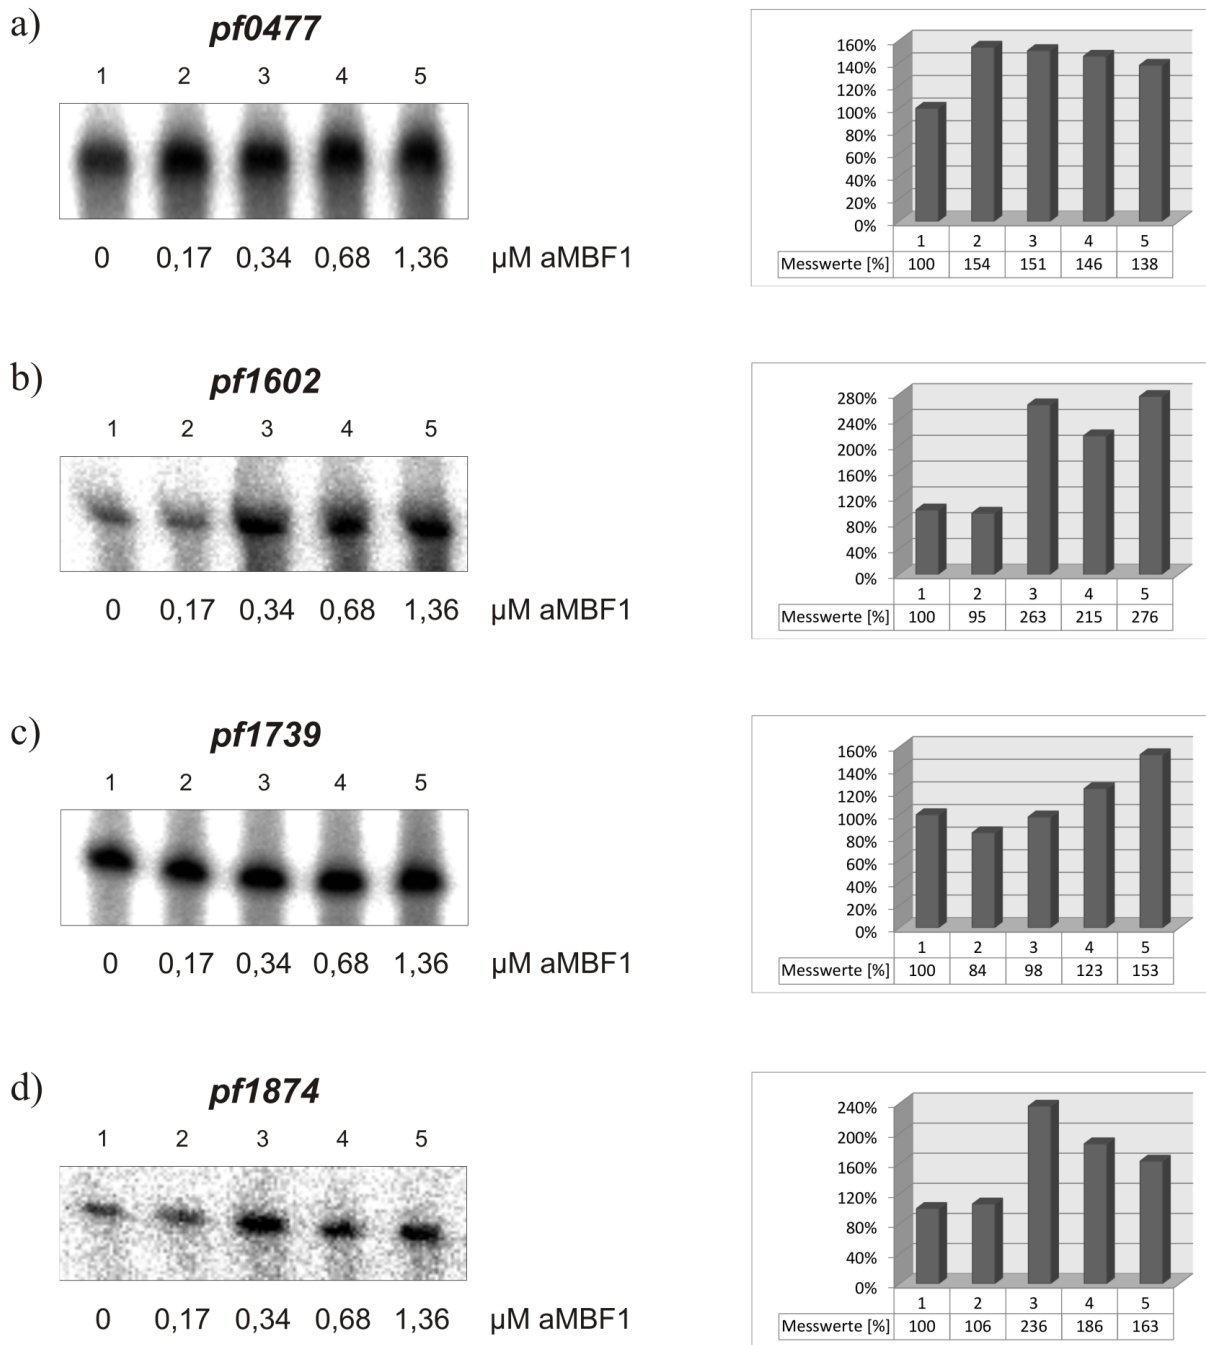 a)
pf0477
1 2 3 4 5
0 0,17 0,34 0,68 1,36 µM aMBF1
160%
140%
120%
100%
80%
60%
40%
20%
0%
1 2 3 4 5
Messwerte [%] 100 154 151 146 138
b)
pf1602
1 2 3 4 5
0 0,17 0,34 0,68 1,36 µM aMBF1
280%
240%
200%
160%
120%
80%
40%
0%
1 2 3 4 5
Messwerte [%] 100 95 263 215 276
c)
pf1739
1 2 3 4 5
0 0,17 0,34 0,68 1,36 µM aMBF1
160%
140%
120%
100%
80%
60%
40%
20%
0%
1 2 3 4 5
Messwerte [%] 100 84 98 123 153
d)
pf1874
1 2 3 4 5
0 0,17 0,34 0,68 1,36 µM aMBF1
240%
200%
160%
120%
80%
40%
0%
1 2 3 4 5
Messwerte [%] 100 106 236 186 163